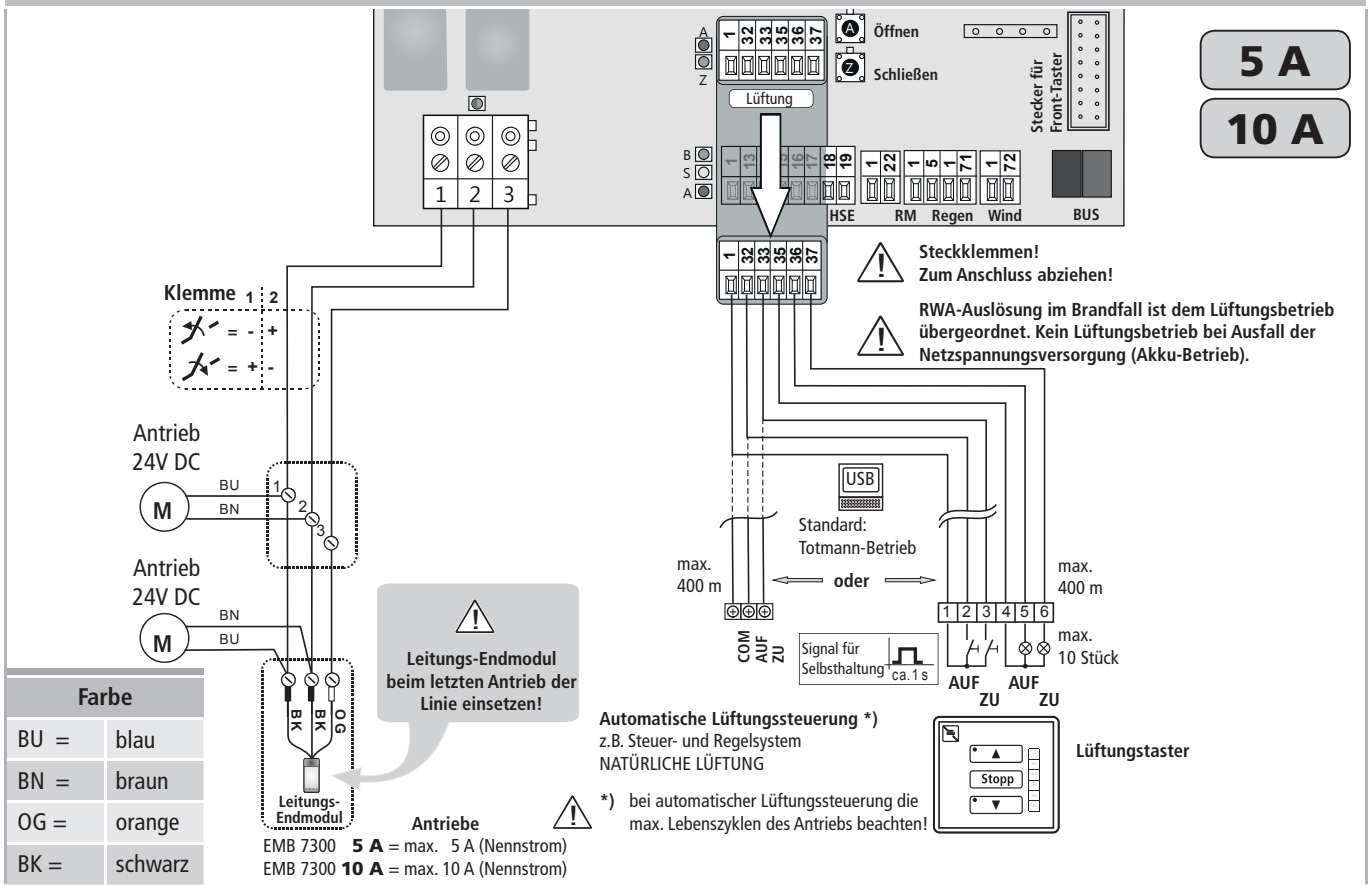 5 A
10 A
A
Z
1 32 33 35 36 37
A
Z
Öffnen
Schließen
Stecker für
Front-Taster
Lüftung
B
S
A
1 13 15 16 17 18 19
1 22
1 5 1 71
1 72
HSE
RM
Regen
Wind
BUS
1 2 3
1 32 33 35 36 37
Steckklemmen!
Zum Anschluss abziehen!
RWA-Auslösung im Brandfall ist dem Lüftungsbetrieb
übergeordnet. Kein Lüftungsbetrieb bei Ausfall der
Netzspannungsversorgung (Akku-Betrieb).
Klemme 1 2
= - +
= + -
Antrieb
24V DC
M
BU
BN
1
2
3
Antrieb
24V DC
M
BN
BU
BK
BK
OG
Leitungs-
Endmodul
Leitungs-Endmodul
beim letzten Antrieb der
Linie einsetzen!
USB
Standard:
Totmann-Betrieb
oder
max.
400 m
COM
AUF
ZU
Signal für
Selbsthaltung
ca.1 s
max.
400 m
1 2 3 4 5 6
max.
10 Stück
AUF
ZU
AUF
ZU
Automatische Lüftungssteuerung *)
z.B. Steuer- und Regelsystem
NATÜRLICHE LÜFTUNG
*) bei automatischer Lüftungssteuerung die
max. Lebenszyklen des Antriebs beachten!
Stopp
Lüftungstaster
Farbe
BU = blau
BN = braun
OG = orange
BK = schwarz
Antriebe
EMB 7300 5 A = max. 5 A (Nennstrom)
EMB 7300 10 A = max. 10 A (Nennstrom)